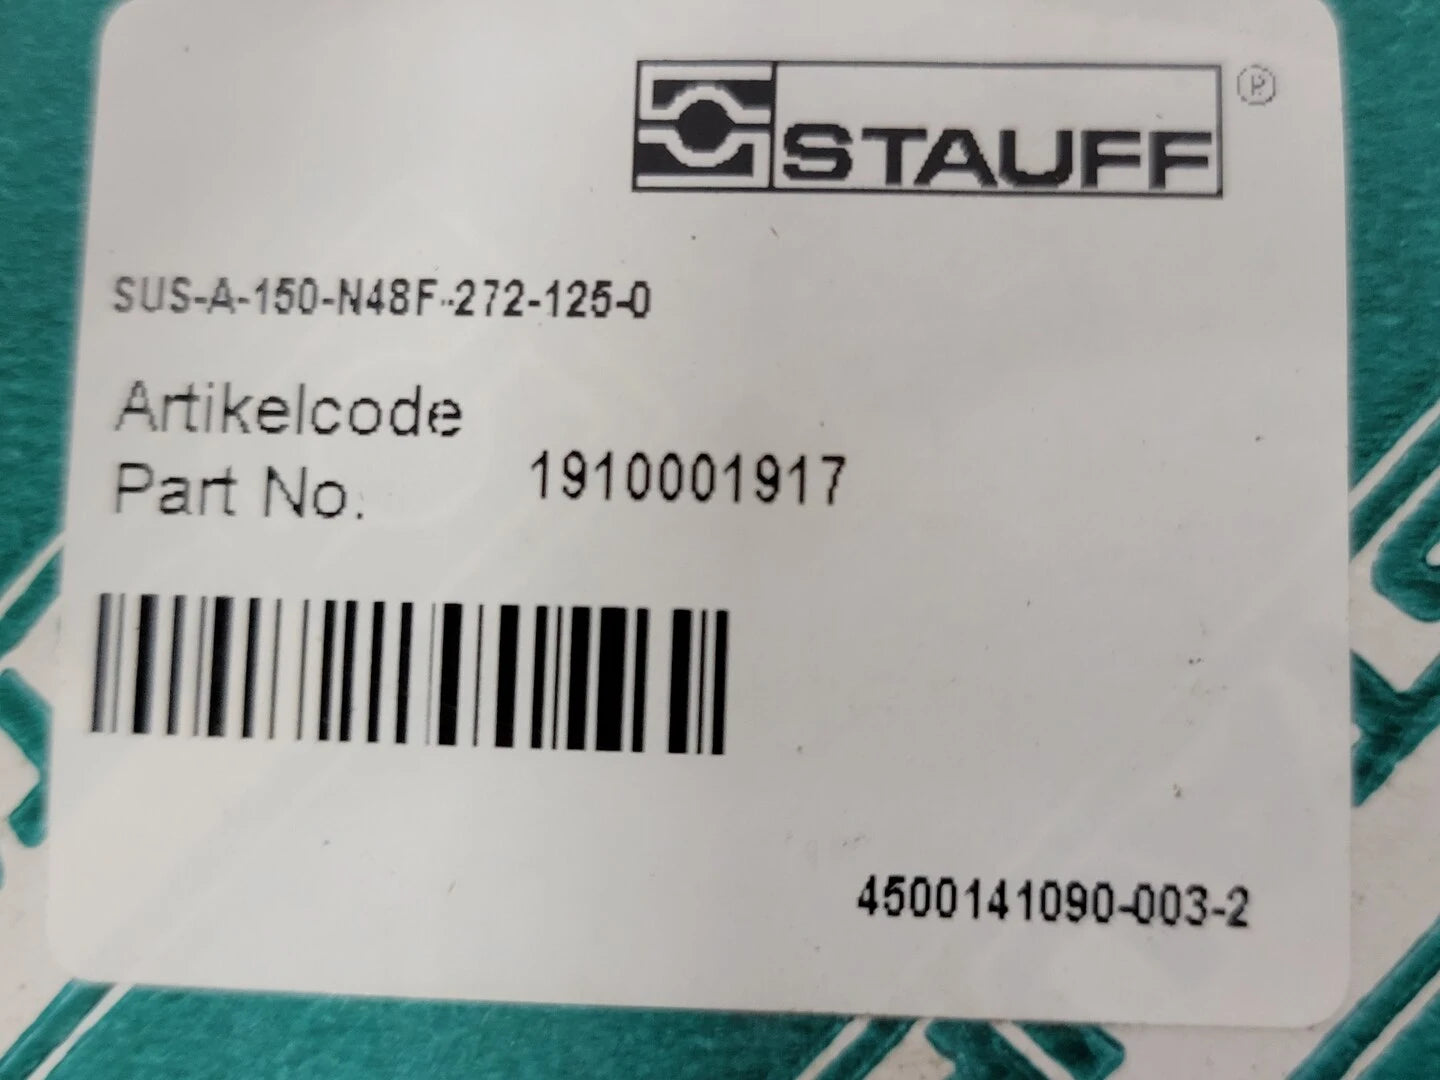 STAUFF ®
SUS-A-150-N48F-272-125-0
Artikelcode
Part No. 1910001917
4500141090-003-2